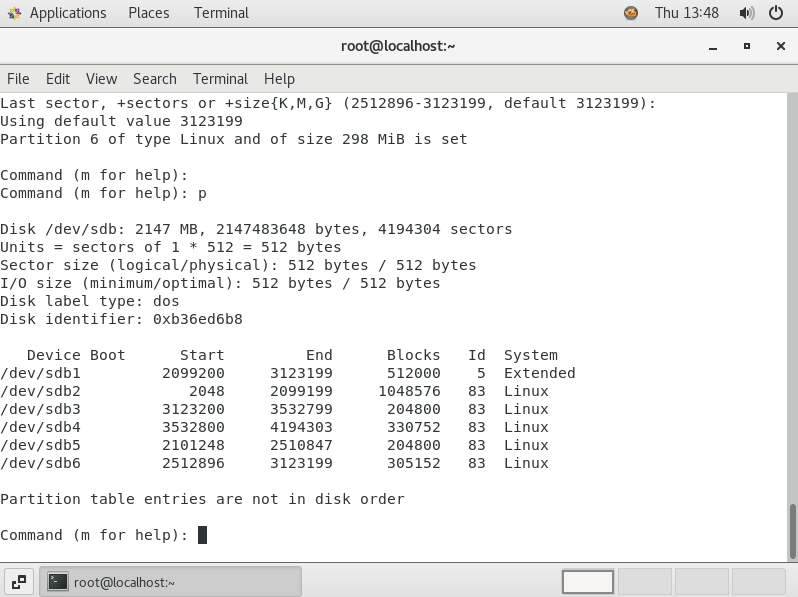 Applications Places Terminal Thu 13:48
root@localhost:~
File Edit View Search Terminal Help
Last sector, +sectors or +size{K,M,G} (2512896-3123199, default 3123199):
Using default value 3123199
Partition 6 of type Linux and of size 298 MiB is set
Command (m for help):
Command (m for help): p
Disk /dev/sdb: 2147 MB, 2147483648 bytes, 4194304 sectors
Units = sectors of 1 * 512 = 512 bytes
Sector size (logical/physical): 512 bytes / 512 bytes
I/O size (minimum/optimal): 512 bytes / 512 bytes
Disk label type: dos
Disk identifier: 0xb36ed6b8
   Device Boot      Start         End      Blocks   Id  System
/dev/sdb1         2099200     3123199      512000    5  Extended
/dev/sdb2            2048     2099199     1048576   83  Linux
/dev/sdb3         3123200     3532799      204800   83  Linux
/dev/sdb4         3532800     4194303      330752   83  Linux
/dev/sdb5         2101248     2510847      204800   83  Linux
/dev/sdb6         2512896     3123199      305152   83  Linux
Partition table entries are not in disk order
Command (m for help):
root@localhost:~